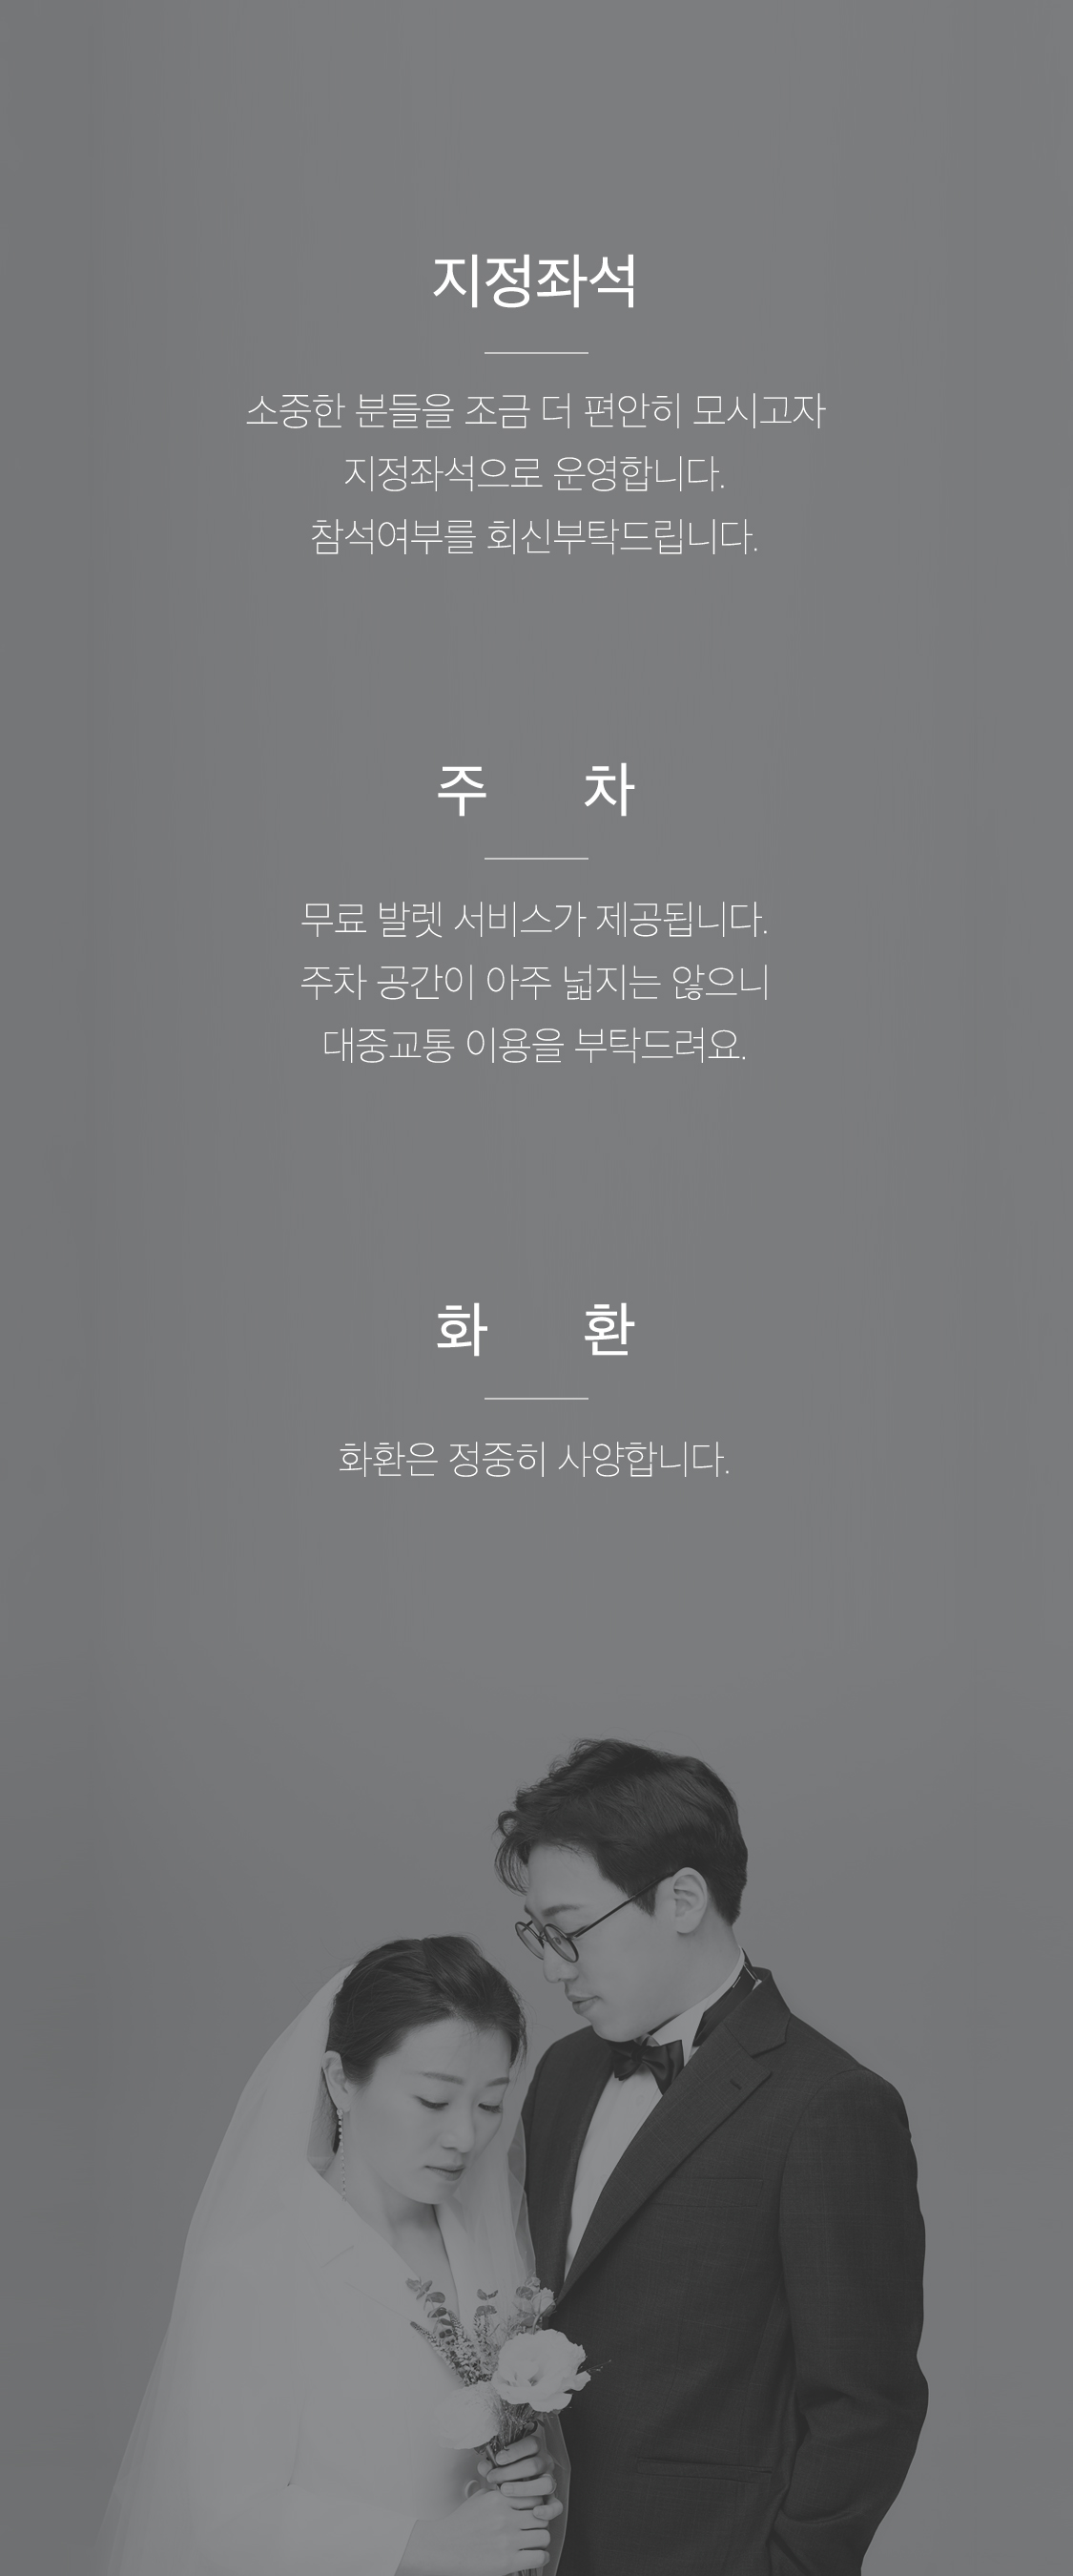 지정좌석
소중한 분들을 조금 더 편안히 모시고자
지정좌석으로 운영합니다.
참석여부를 회신부탁드립니다.
주 차
무료 발렛 서비스가 제공됩니다.
주차 공간이 아주 넓지는 않으니
대중교통 이용을 부탁드려요.
화 환
화환은 정중히 사양합니다.